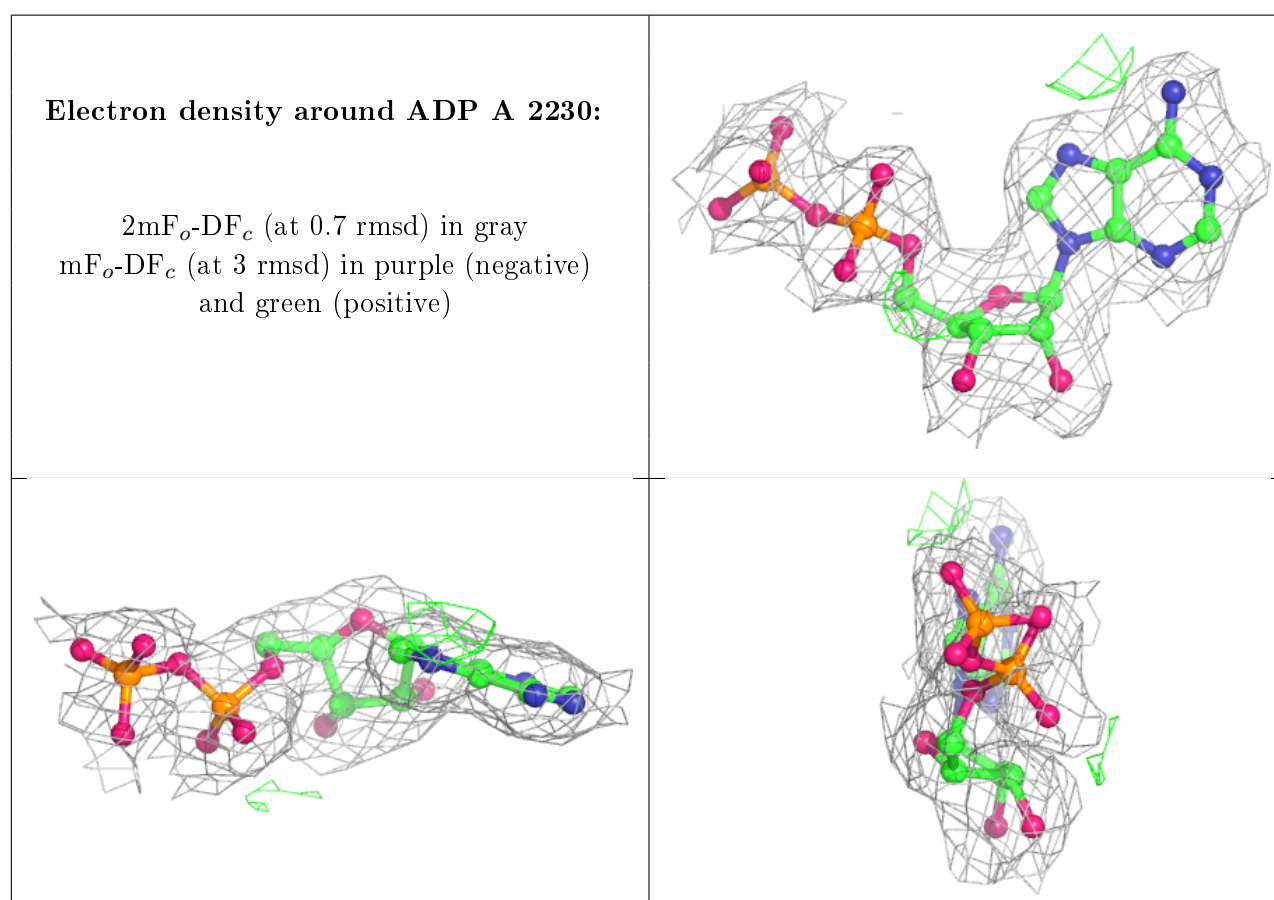 Electron density around ADP A 2230:
2mFo-DFc (at 0.7 rmsd) in gray
mFo-DFc (at 3 rmsd) in purple (negative)
and green (positive)